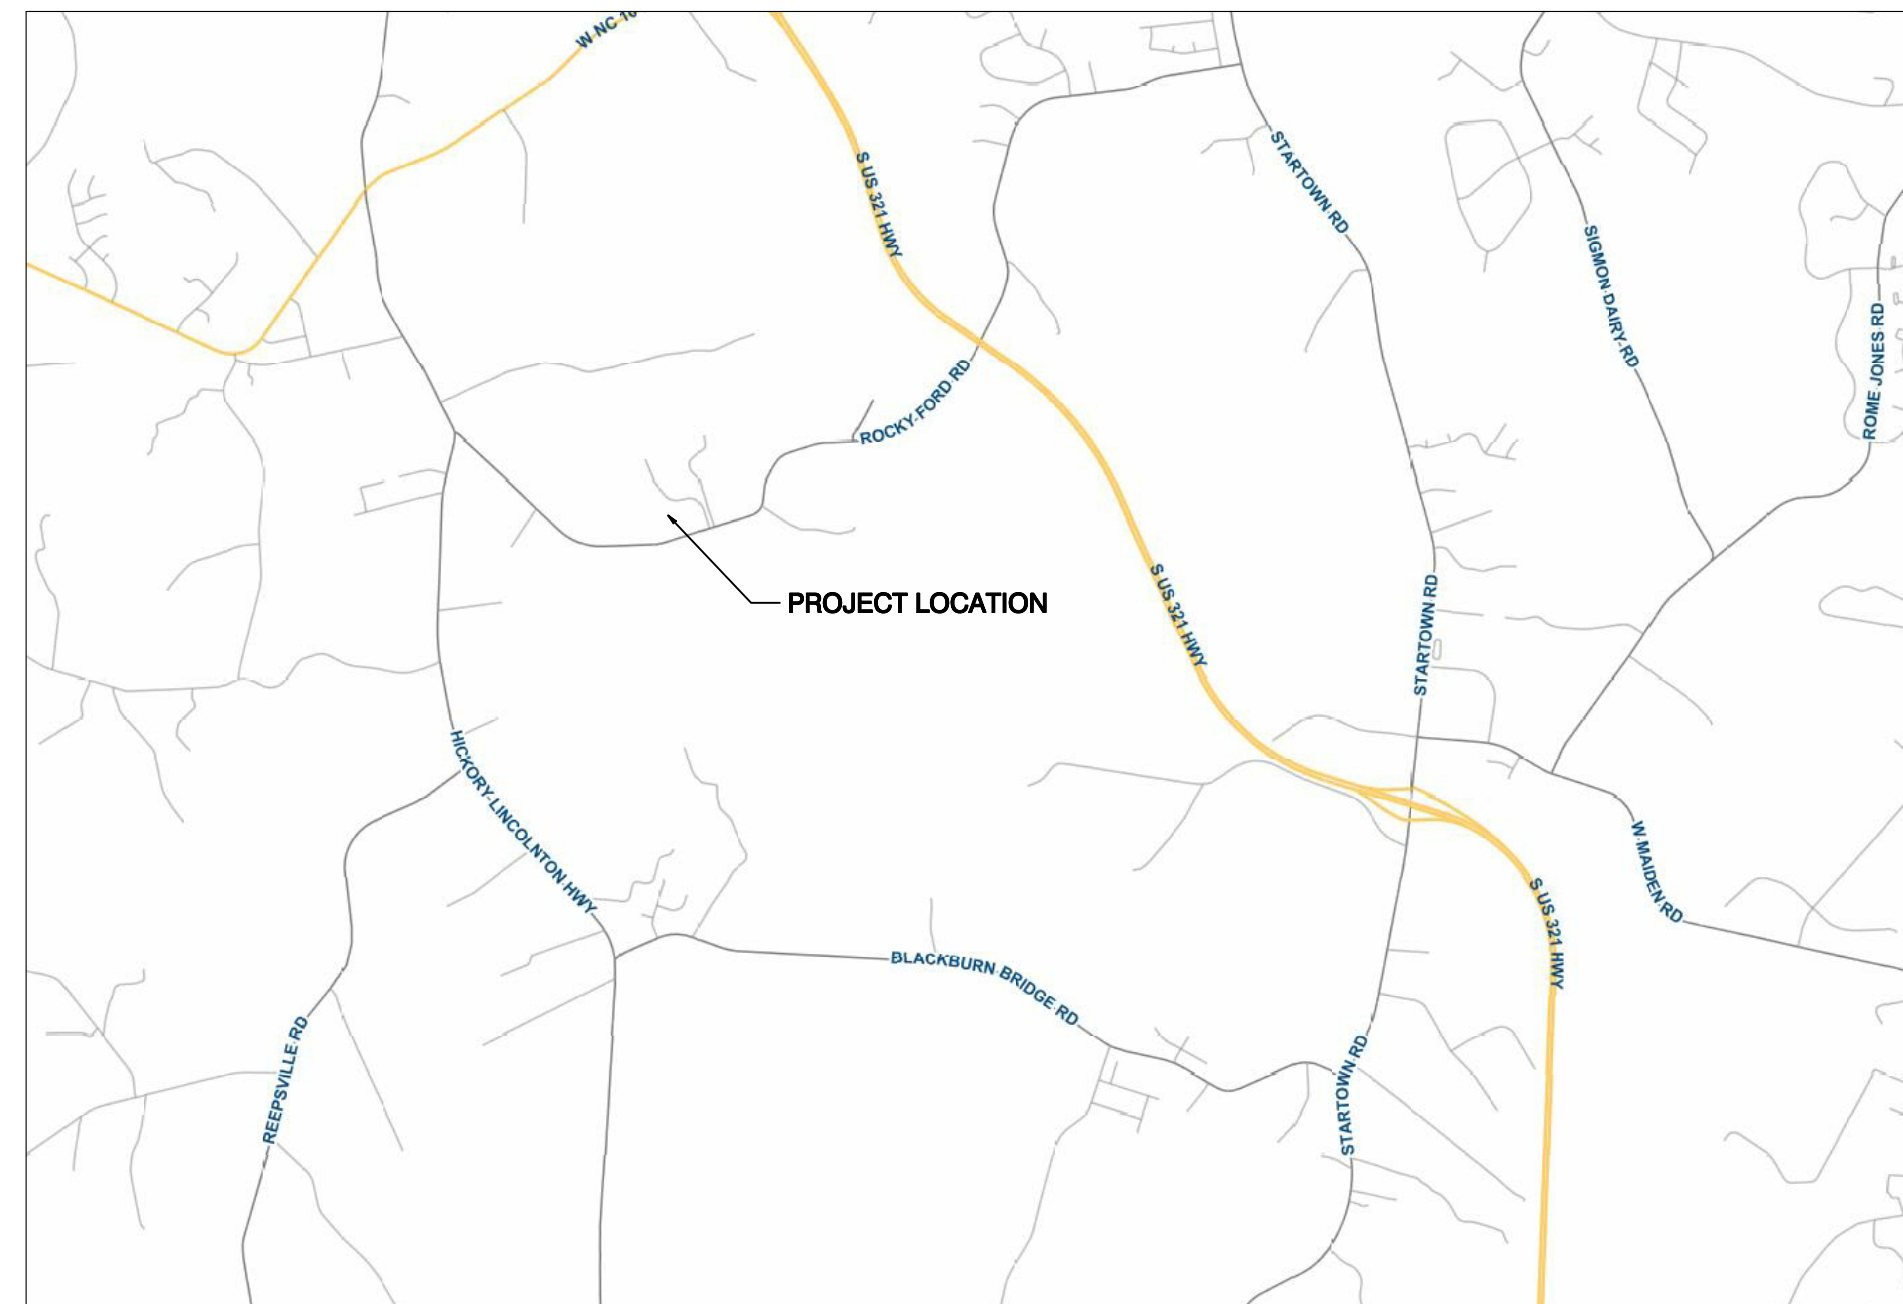 W NC 10
S US 321 HWY
STARTOWN RD
SIGMON DAIRY RD
ROME JONES RD
ROCKY FORD RD
PROJECT LOCATION
S US 321 HWY
STARTOWN RD
HICKORY-LINCOLNTON HWY
W MAIDEN RD
S US 321 HWY
BLACKBURN BRIDGE RD
REEPSVILLE RD
STARTOWN RD